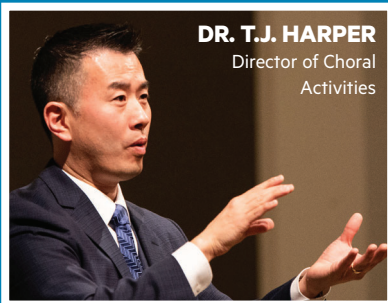 DR. T.J. HARPER
Director of Choral
Activities